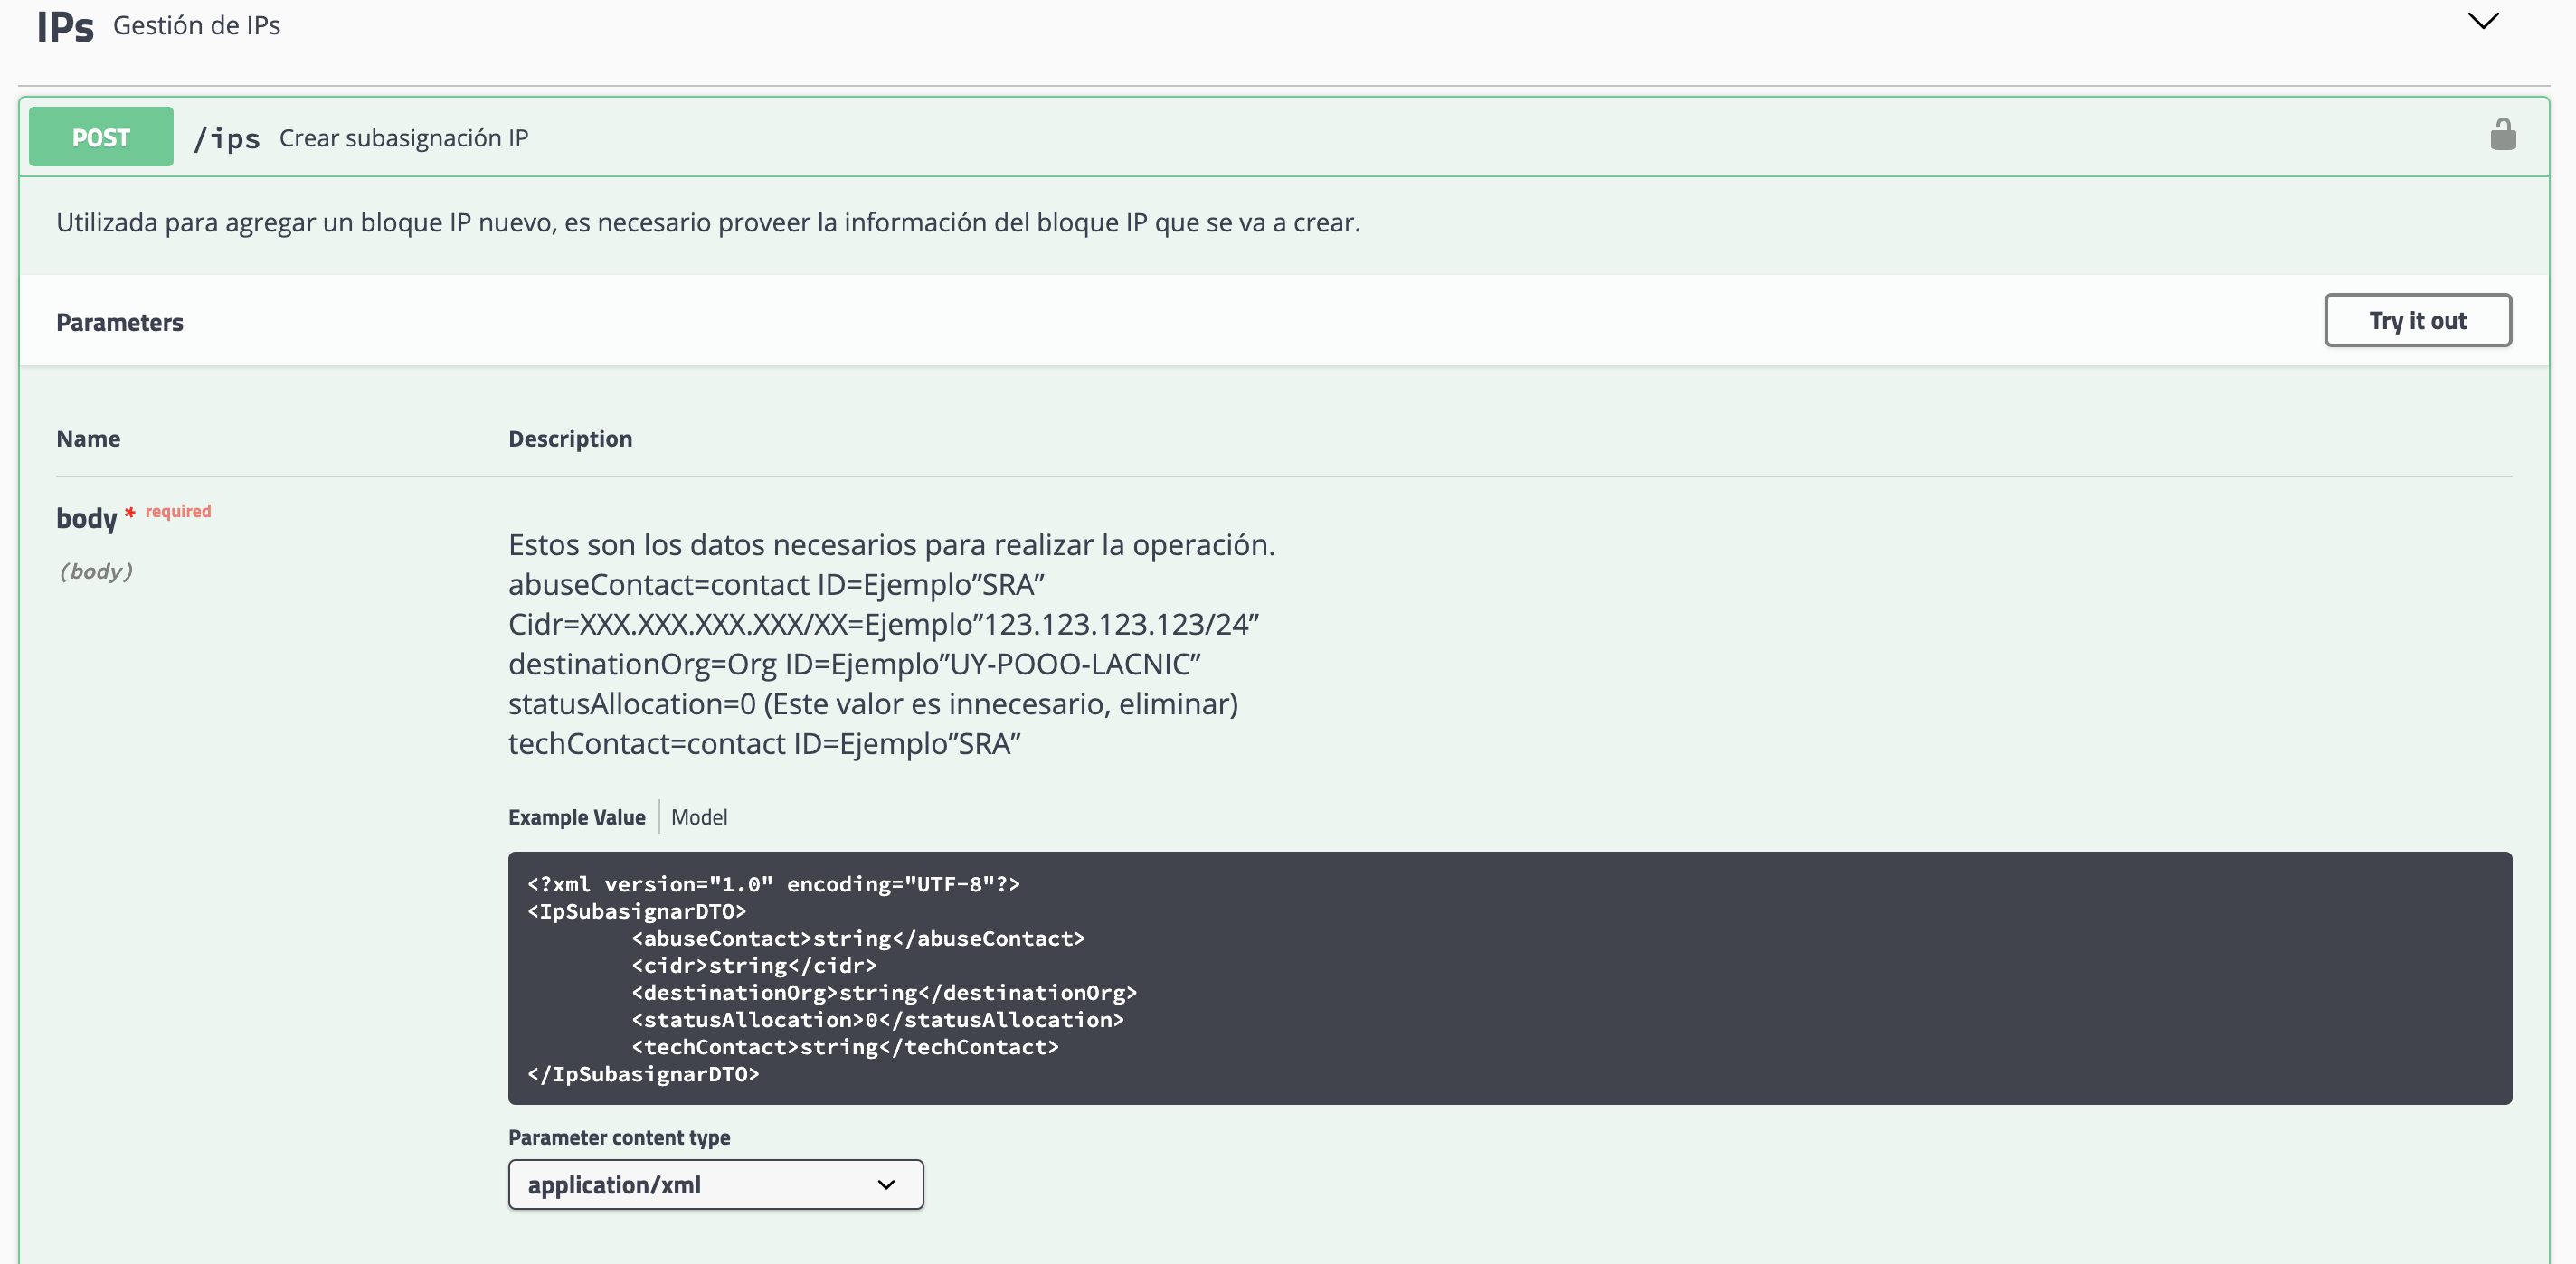 IPs Gestión de IPs
POST /ips Crear subasignación IP
Utilizada para agregar un bloque IP nuevo, es necesario proveer la información del bloque IP que se va a crear.
Parameters Try it out
Name Description
body * required
(body)
Estos son los datos necesarios para realizar la operación.
abuseContact=contact ID=Ejemplo”SRA”
Cidr=XXX.XXX.XXX.XXX/XX=Ejemplo”123.123.123.123/24”
destinationOrg=Org ID=Ejemplo”UY-POOO-LACNIC”
statusAllocation=0 (Este valor es innecesario, eliminar)
techContact=contact ID=Ejemplo”SRA”
Example Value Model
<?xml version="1.0" encoding="UTF-8"?>
<IpSubasignarDTO>
<abuseContact>string</abuseContact>
<cidr>string</cidr>
<destinationOrg>string</destinationOrg>
<statusAllocation>0</statusAllocation>
<techContact>string</techContact>
</IpSubasignarDTO>
Parameter content type
application/xml